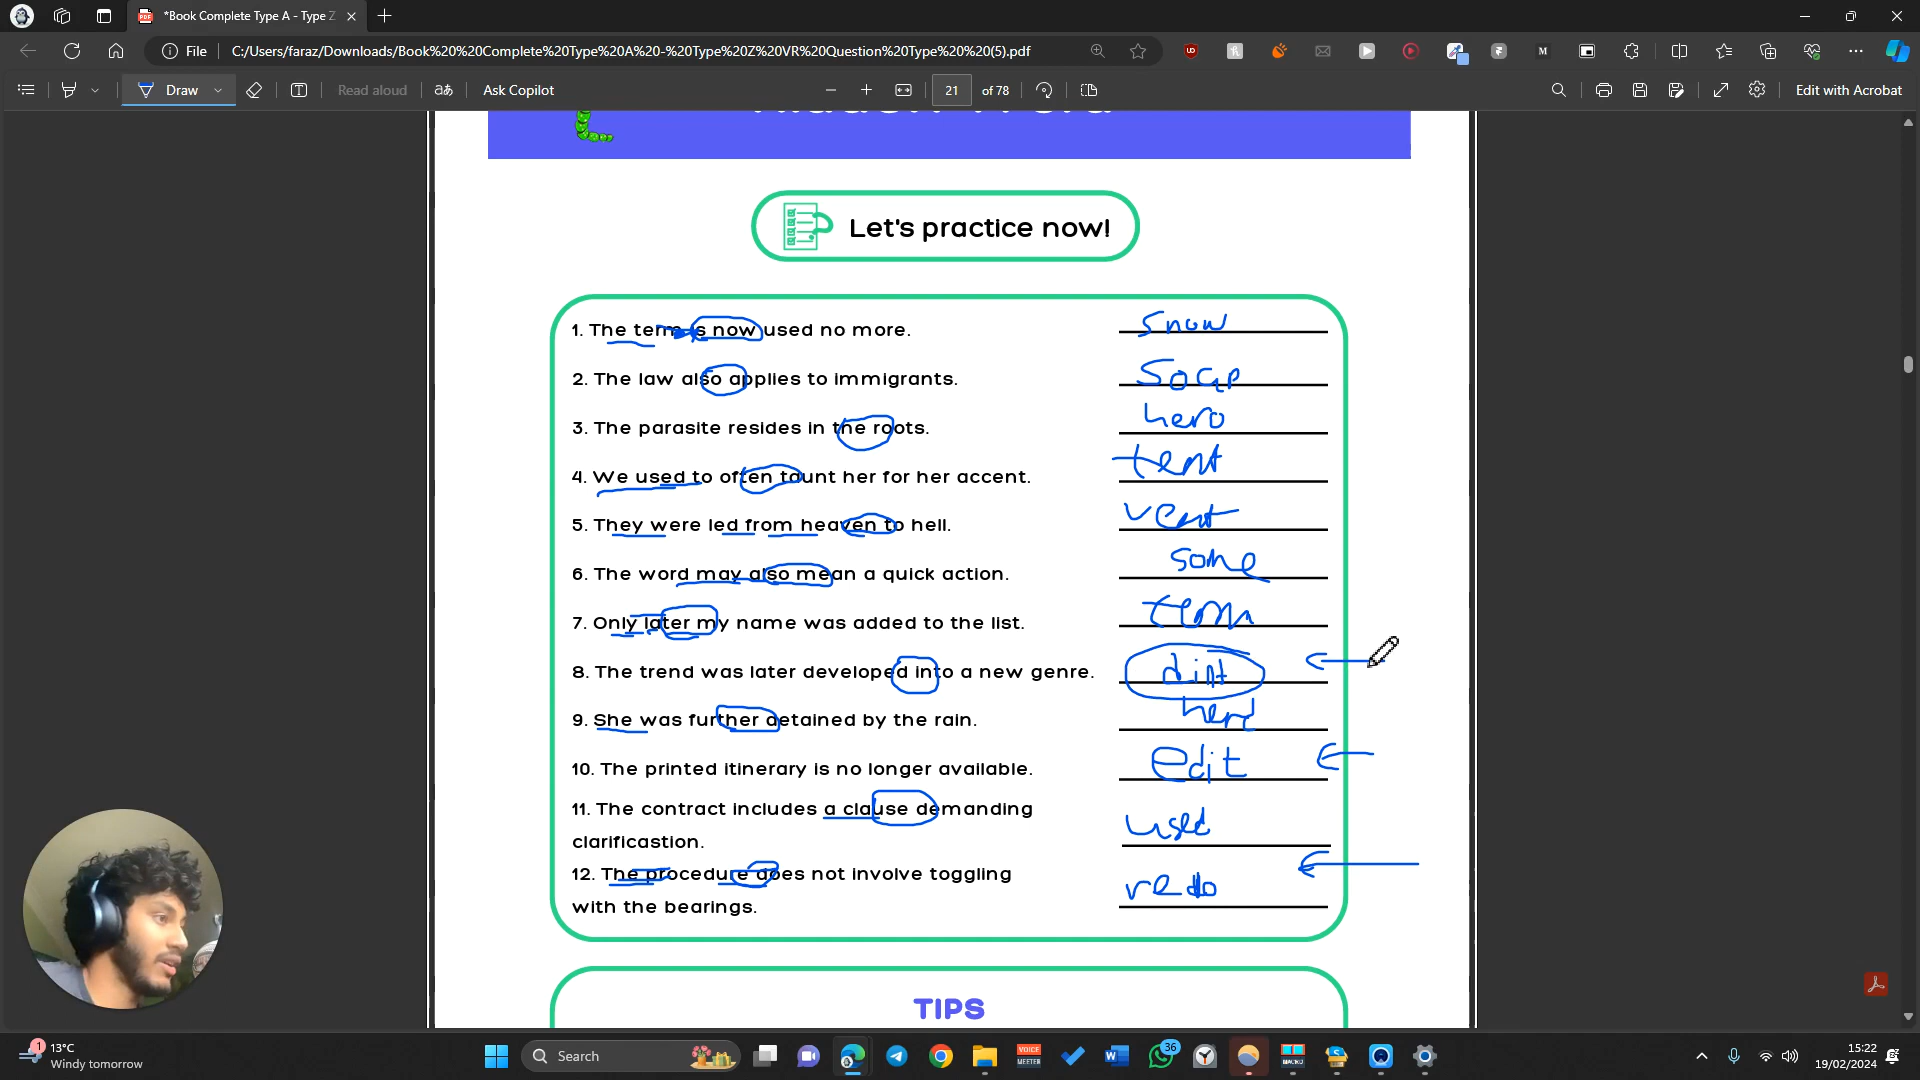 *Book Complete Type A - Type Z
File C:/Users/faraz/Downloads/Book%20%20Complete%20Type%20A%20-%20Type%20Z%20VR%20Question%20Type%20%20(5).pdf
Draw Read aloud aあ Ask Copilot 21 of 78 Edit with Acrobat
Let's practice now!
1. The term is now used no more. Snow
2. The law also applies to immigrants. Soap
3. The parasite resides in the roots. hero
4. We used to often taunt her for her accent. tent
5. They were led from heaven to hell. vent
6. The word may also mean a quick action. some
7. Only later my name was added to the list. term
8. The trend was later developed into a new genre. dint
9. She was further detained by the rain. herd
10. The printed itinerary is no longer available. edit
11. The contract includes a clause demanding
clarificastion. used
12. The procedure does not involve toggling
with the bearings. redo
TIPS
1 13°C
Windy tomorrow
Search
VOICE MEETER
36
15:22
19/02/2024